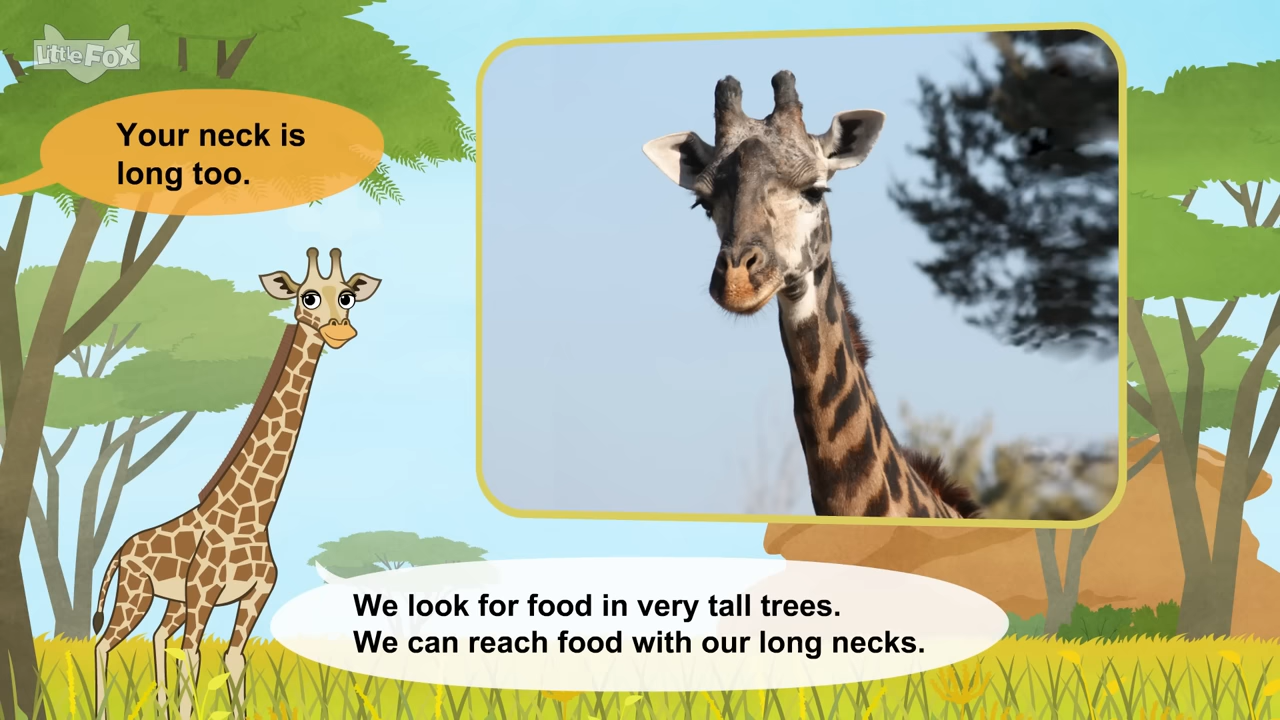 Little Fox
Your neck is
long too.
We look for food in very tall trees.
We can reach food with our long necks.